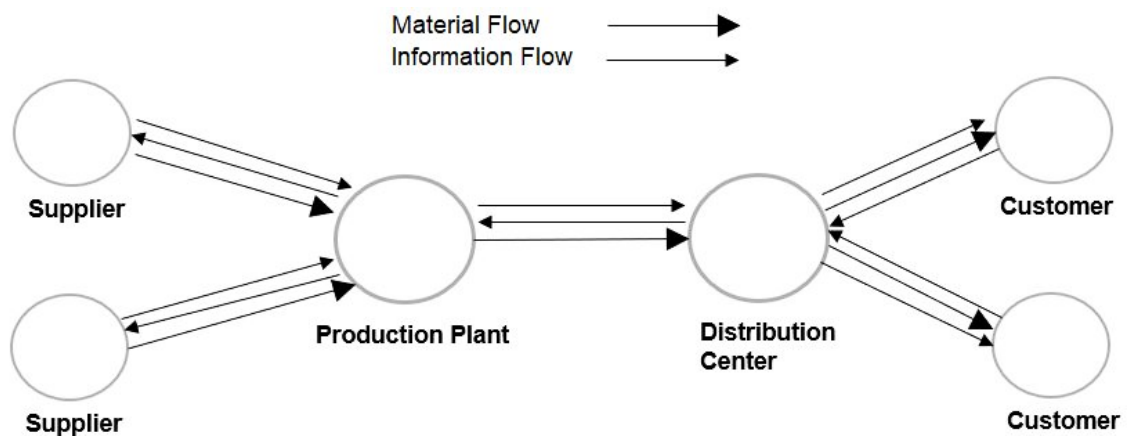 Material Flow
Information Flow
Supplier
Customer
Production Plant
Distribution
Center
Supplier
Customer